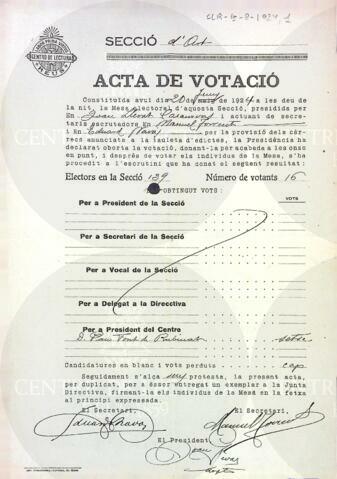 CLR-5-8-1924,1
CENTRO DE LECTURA
REUS
SECCIÓ d'Art
ACTA DE VOTACIÓ
Constituída avui dia 20 de juny de 1924 a les deu de
la nit, la Mesa electoral d'aquesta Secció, presidida per
En Joan i actuant de secre-
taris escrutadors En Manuel
i En Eduard per la provisió dels càr-
recs anunciats a la tauleta d'edictes, la Presidència ha
declarat oberta la votació, donant-la per acabada a les onze
en punt, i després de votar els individus de la Mesa, s'ha
procedit a l'escrutini que ha donat el següent resultat:
Electors en la Secció 139 Número de votants 16
OBTINGUT VOTS:
VOTS
Per a President de la Secció
Per a Secretari de la Secció
Per a Vocal de la Secció
Per a Delegat a la Directiva
Per a President del Centre
D. Pau Font de Rubinat setze
Candidatures en blanc i vots perduts cap
Seguidament s'alça sens protesta, la present acta,
per duplicat, per a ésser entregat un exemplar a la Junta
Directiva, firmant-la els individus de la Mesa en la fetxa
al principi expressada.
El Secretari, El Secretari,
El President